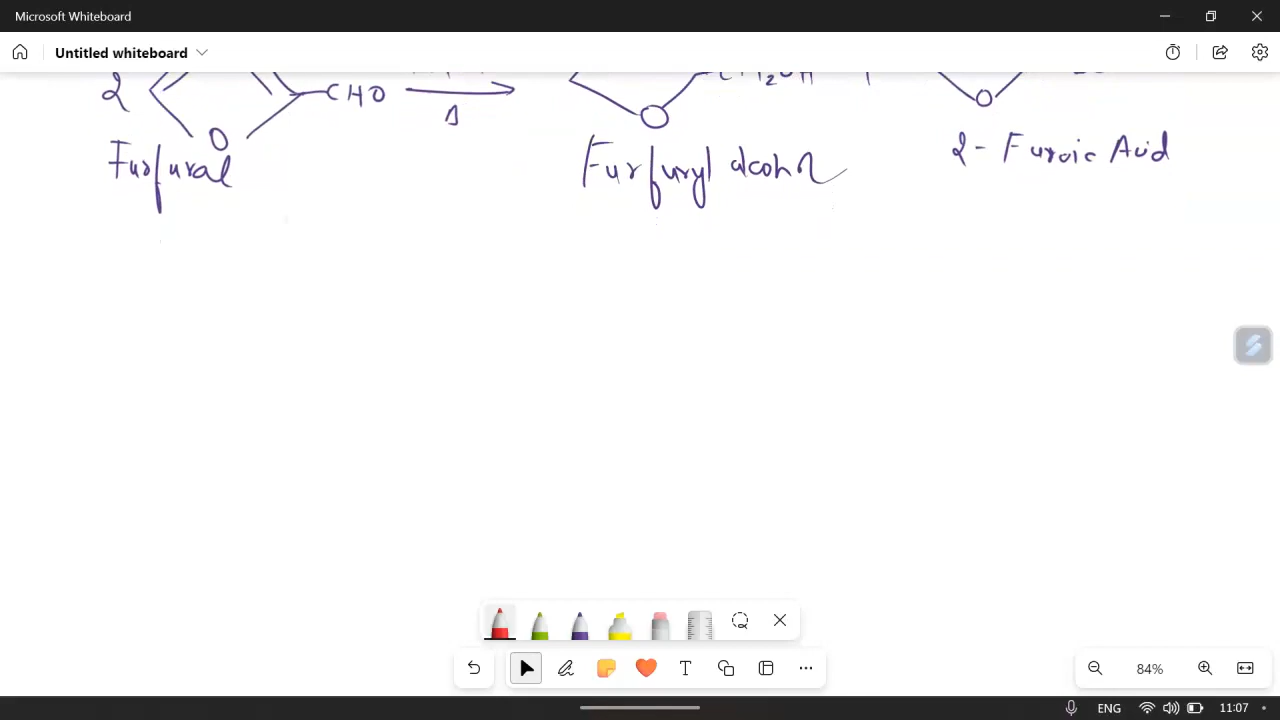 Microsoft Whiteboard
Untitled whiteboard
2 O CHO Δ
O
O
Furfural
Furfuryl alcohol
2- Furoic Acid
T
84%
ENG
11:07